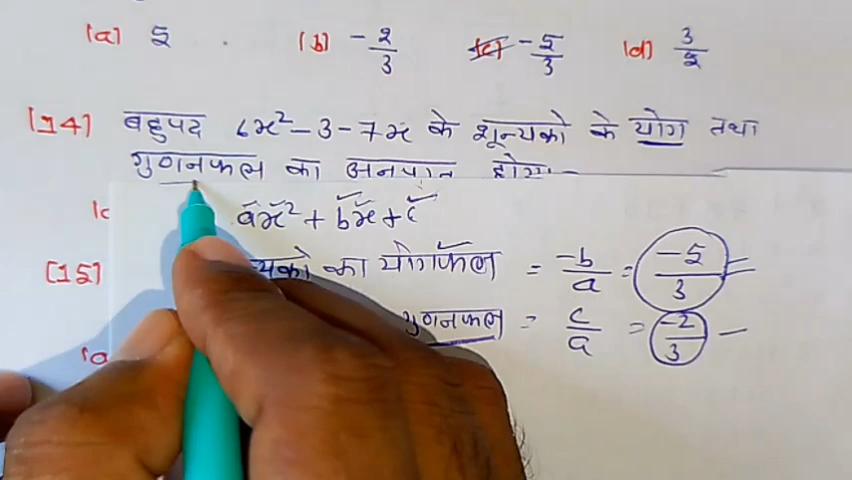 (a) 5 (b) -2/3 (c) -5/3 (d) 3/5
[14] बहुपद 6x² - 3 - 7x के शून्यको के योग तथा
गुणनफल का अनुपात होगा-
ax² + bx + c
[15] का योगफल = -b/a = -5/3
गुणनफल = c/a = -2/3
(a